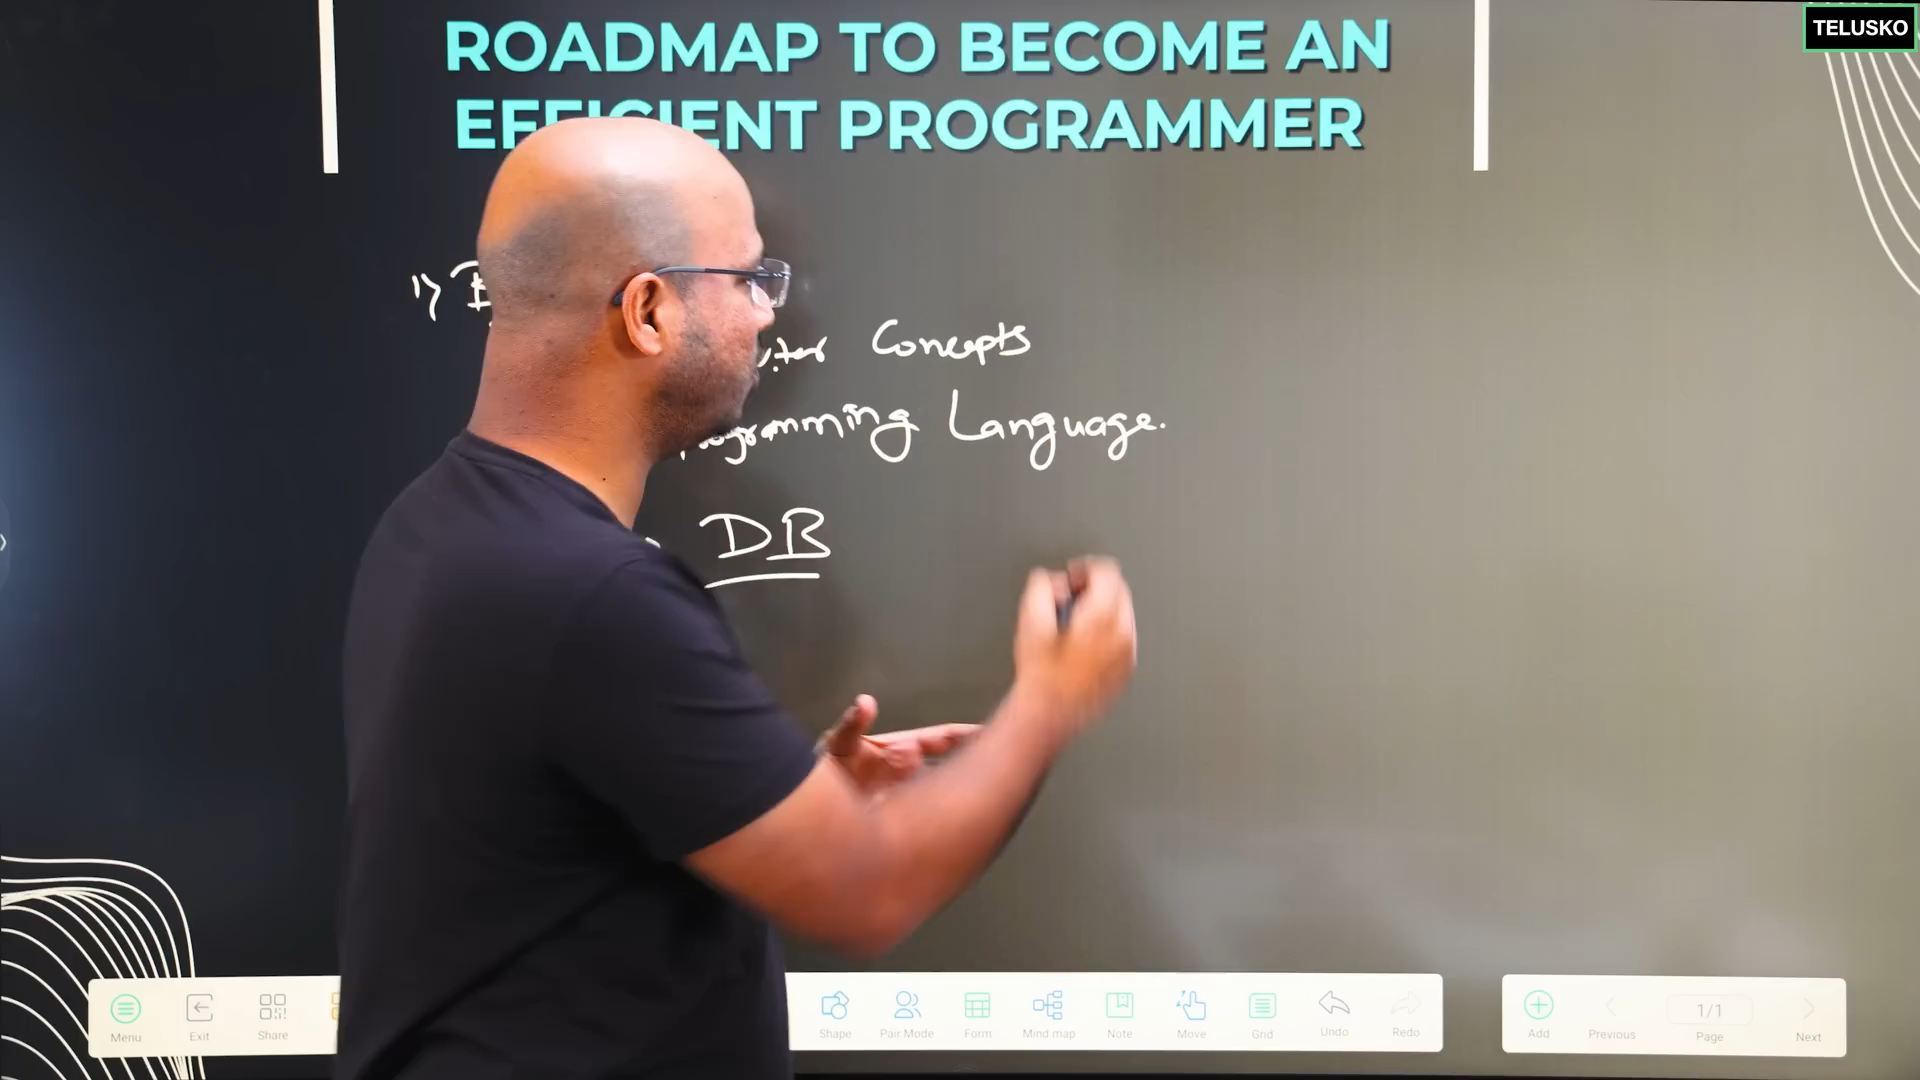 TELUSKO
ROADMAP TO BECOME AN
EFFICIENT PROGRAMMER
1)
Concepts
Language.
DB
Menu Exit Share Shape Pair Mode Form Mind map Note Move Grid Undo Redo Add Previous 1/1 Page Next